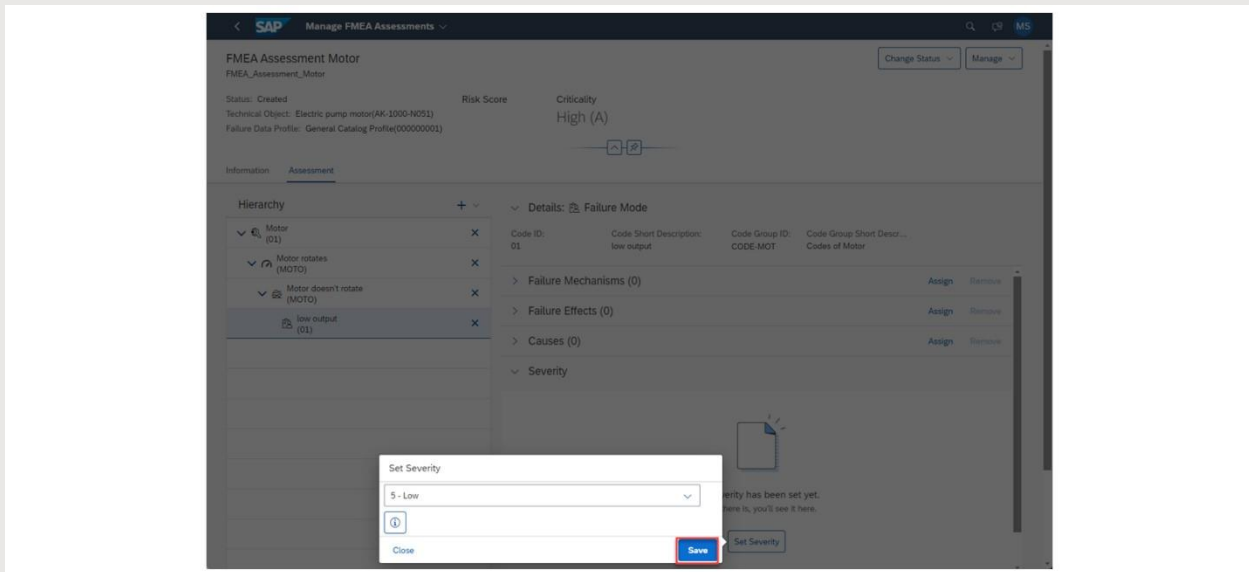 SAP Manage FMEA Assessments MS
FMEA Assessment Motor
Change Status Manage
FMEA_Assessment_Motor
Status: Created Risk Score Criticality
Technical Object: Electric pump motor(AK-1000-N051) High (A)
Failure Data Profile: General Catalog Profile(000000001)
Information Assessment
Hierarchy
Motor
(01)
Motor rotates
(MOTO)
Motor doesn't rotate
(MOTO)
low output
(01)
Details: Failure Mode
Code ID: Code Short Description: Code Group ID: Code Group Short Descr...
01 low output CODE-MOT Codes of Motor
Failure Mechanisms (0) Assign Remove
Failure Effects (0) Assign Remove
Causes (0) Assign Remove
Severity
erity has been set yet.
here is, you'll see it here.
Set Severity
Set Severity
5 - Low
Close Save